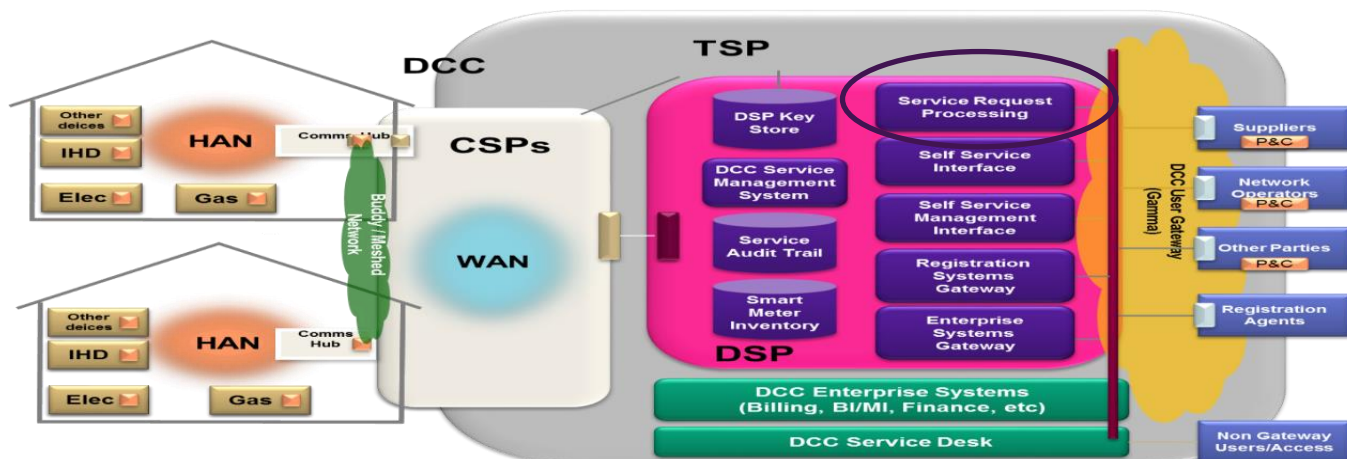 DCC
TSP
Other
deices
IHD
HAN
Comms Hub
Elec
Gas
Buddy / Meshed
Network
Other
deices
IHD
HAN
Comms
Hub
Elec
Gas
CSPs
WAN
DSP Key
Store
DCC Service
Management
System
Service
Audit Trail
Smart
Meter
Inventory
DSP
Service Request
Processing
Self Service
Interface
Self Service
Management
Interface
Registration
Systems
Gateway
Enterprise
Systems
Gateway
DCC User Gateway
(Gamma)
Suppliers
P&C
Network
Operators
P&C
Other Parties
P&C
Registration
Agents
DCC Enterprise Systems
(Billing, BI/MI, Finance, etc)
DCC Service Desk
Non Gateway
Users/Access